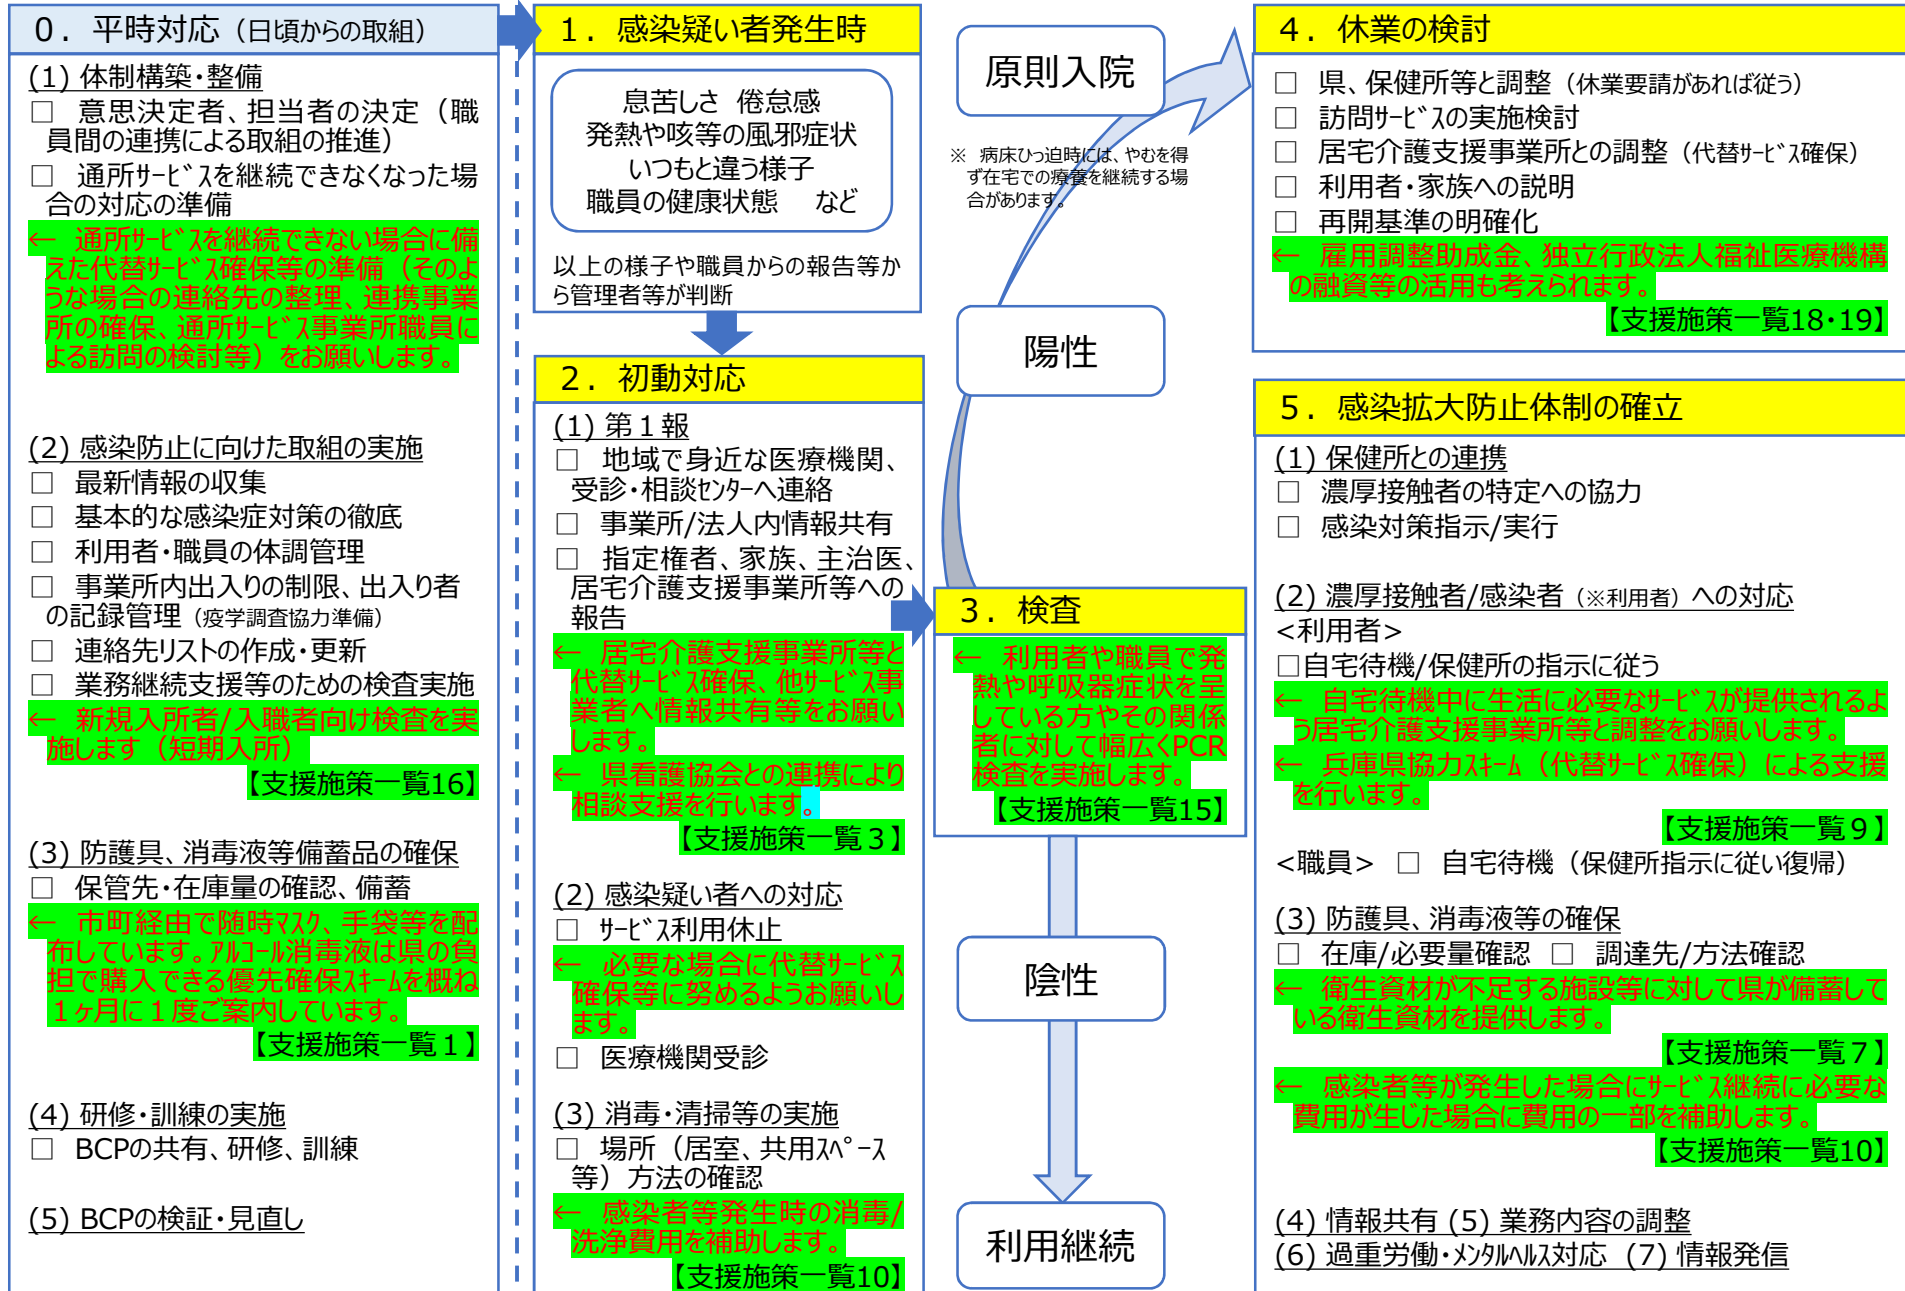 ０．平時対応（日頃からの取組）
(1) 体制構築・整備
□　意思決定者、担当者の決定（職
員間の連携による取組の推進）
□　通所ｻｰﾋﾞｽを継続できなくなった場
合の対応の準備
←　通所ｻｰﾋﾞｽを継続できない場合に備
えた代替ｻｰﾋﾞｽ確保等の準備（そのよ
うな場合の連絡先の整理、連携事業
所の確保、通所ｻｰﾋﾞｽ事業所職員に
よる訪問の検討等）をお願いします。
(2) 感染防止に向けた取組の実施
□　最新情報の収集
□　基本的な感染症対策の徹底
□　利用者・職員の体調管理
□　事業所内出入りの制限、出入り者
の記録管理（疫学調査協力準備）
□　連絡先リストの作成・更新
□　業務継続支援等のための検査実施
←　新規入所者/入職者向け検査を実
施します（短期入所）
【支援施策一覧16】
(3) 防護具、消毒液等備蓄品の確保
□　保管先・在庫量の確認、備蓄
←　市町経由で随時ﾏｽｸ、手袋等を配
布しています。ｱﾙｺｰﾙ消毒液は県の負
担で購入できる優先確保ｽｷｰﾑを概ね
１ヶ月に１度ご案内しています。
【支援施策一覧１】
(4) 研修・訓練の実施
□　BCPの共有、研修、訓練
(5) BCPの検証・見直し
１．感染疑い者発生時
息苦しさ　倦怠感
発熱や咳等の風邪症状
いつもと違う様子
職員の健康状態　など
以上の様子や職員からの報告等か
ら管理者等が判断
２．初動対応
(1) 第１報
□　地域で身近な医療機関、
受診・相談ｾﾝﾀｰへ連絡
□　事業所/法人内情報共有
□　指定権者、家族、主治医、
居宅介護支援事業所等への
報告
←　居宅介護支援事業所等と
代替ｻｰﾋﾞｽ確保、他ｻｰﾋﾞｽ事
業者へ情報共有等をお願い
します。
←　県看護協会との連携により
相談支援を行います。
【支援施策一覧３】
(2) 感染疑い者への対応
□　ｻｰﾋﾞｽ利用休止
←　必要な場合に代替ｻｰﾋﾞｽ
確保等に努めるようお願いし
ます。
□　医療機関受診
(3) 消毒・清掃等の実施
□　場所（居室、共用ｽﾍﾟｰｽ
等）方法の確認
←　感染者等発生時の消毒/
洗浄費用を補助します。
【支援施策一覧10】
原則入院
※　病床ひっ迫時には、やむを得
ず在宅での療養を継続する場
合があります。
陽性
３．検査
←　利用者や職員で発
熱や呼吸器症状を呈
している方やその関係
者に対して幅広くPCR
検査を実施します。
【支援施策一覧15】
陰性
利用継続
４．休業の検討
□　県、保健所等と調整（休業要請があれば従う）
□　訪問ｻｰﾋﾞｽの実施検討
□　居宅介護支援事業所との調整（代替ｻｰﾋﾞｽ確保）
□　利用者・家族への説明
□　再開基準の明確化
←　雇用調整助成金、独立行政法人福祉医療機構
の融資等の活用も考えられます。
【支援施策一覧18・19】
５．感染拡大防止体制の確立
(1) 保健所との連携
□　濃厚接触者の特定への協力
□　感染対策指示/実行
(2) 濃厚接触者/感染者（※利用者）への対応
<利用者>
□自宅待機/保健所の指示に従う
←　自宅待機中に生活に必要なｻｰﾋﾞｽが提供されるよ
う居宅介護支援事業所等と調整をお願いします。
←　兵庫県協力ｽｷｰﾑ（代替ｻｰﾋﾞｽ確保）による支援
を行います。
【支援施策一覧９】
<職員>　□　自宅待機（保健所指示に従い復帰）
(3) 防護具、消毒液等の確保
□　在庫/必要量確認　□　調達先/方法確認
←　衛生資材が不足する施設等に対して県が備蓄して
いる衛生資材を提供します。
【支援施策一覧７】
←　感染者等が発生した場合にｻｰﾋﾞｽ継続に必要な
費用が生じた場合に費用の一部を補助します。
【支援施策一覧10】
(4) 情報共有 (5) 業務内容の調整
(6) 過重労働・ﾒﾝﾀﾙﾍﾙｽ対応　(7) 情報発信